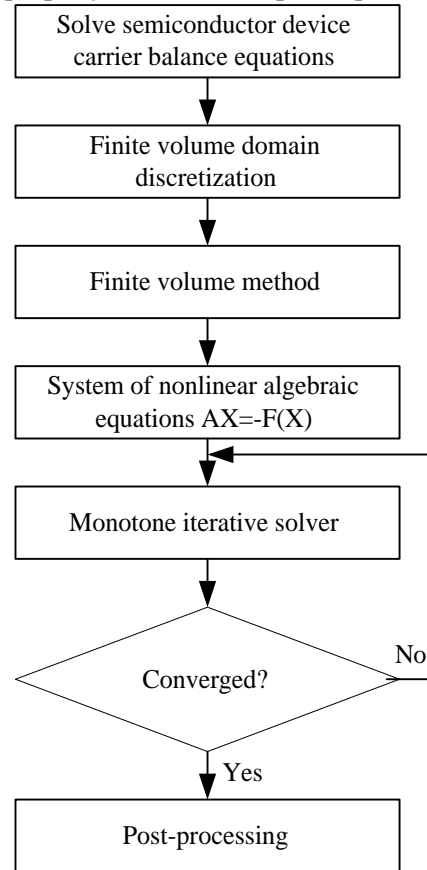 Solve semiconductor device
carrier balance equations
Finite volume domain
discretization
Finite volume method
System of nonlinear algebraic
equations AX=-F(X)
Monotone iterative solver
Converged?
No
Yes
Post-processing